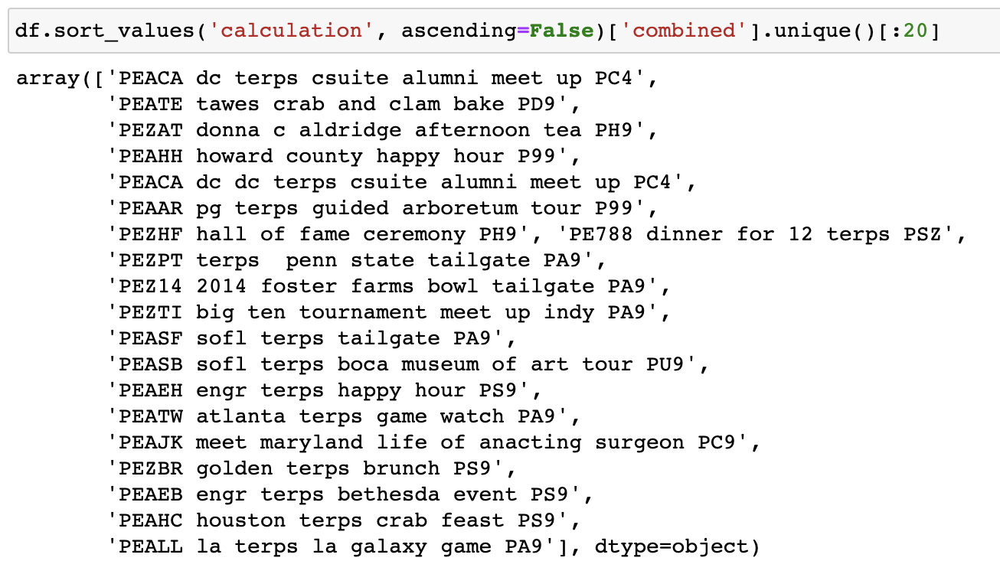 df.sort_values('calculation', ascending=False)['combined'].unique()[:20]
array(['PEACA dc terps csuite alumni meet up PC4',
'PEATE tawes crab and clam bake PD9',
'PEZAT donna c aldridge afternoon tea PH9',
'PEAHH howard county happy hour P99',
'PEACA dc dc terps csuite alumni meet up PC4',
'PEAAR pg terps guided arboretum tour P99',
'PEZHF hall of fame ceremony PH9', 'PE788 dinner for 12 terps PSZ',
'PEZPT terps  penn state tailgate PA9',
'PEZ14 2014 foster farms bowl tailgate PA9',
'PEZTI big ten tournament meet up indy PA9',
'PEASF sofl terps tailgate PA9',
'PEASB sofl terps boca museum of art tour PU9',
'PEAEH engr terps happy hour PS9',
'PEATW atlanta terps game watch PA9',
'PEAJK meet maryland life of anacting surgeon PC9',
'PEZBR golden terps brunch PS9',
'PEAEB engr terps bethesda event PS9',
'PEAHC houston terps crab feast PS9',
'PEALL la terps la galaxy game PA9'], dtype=object)